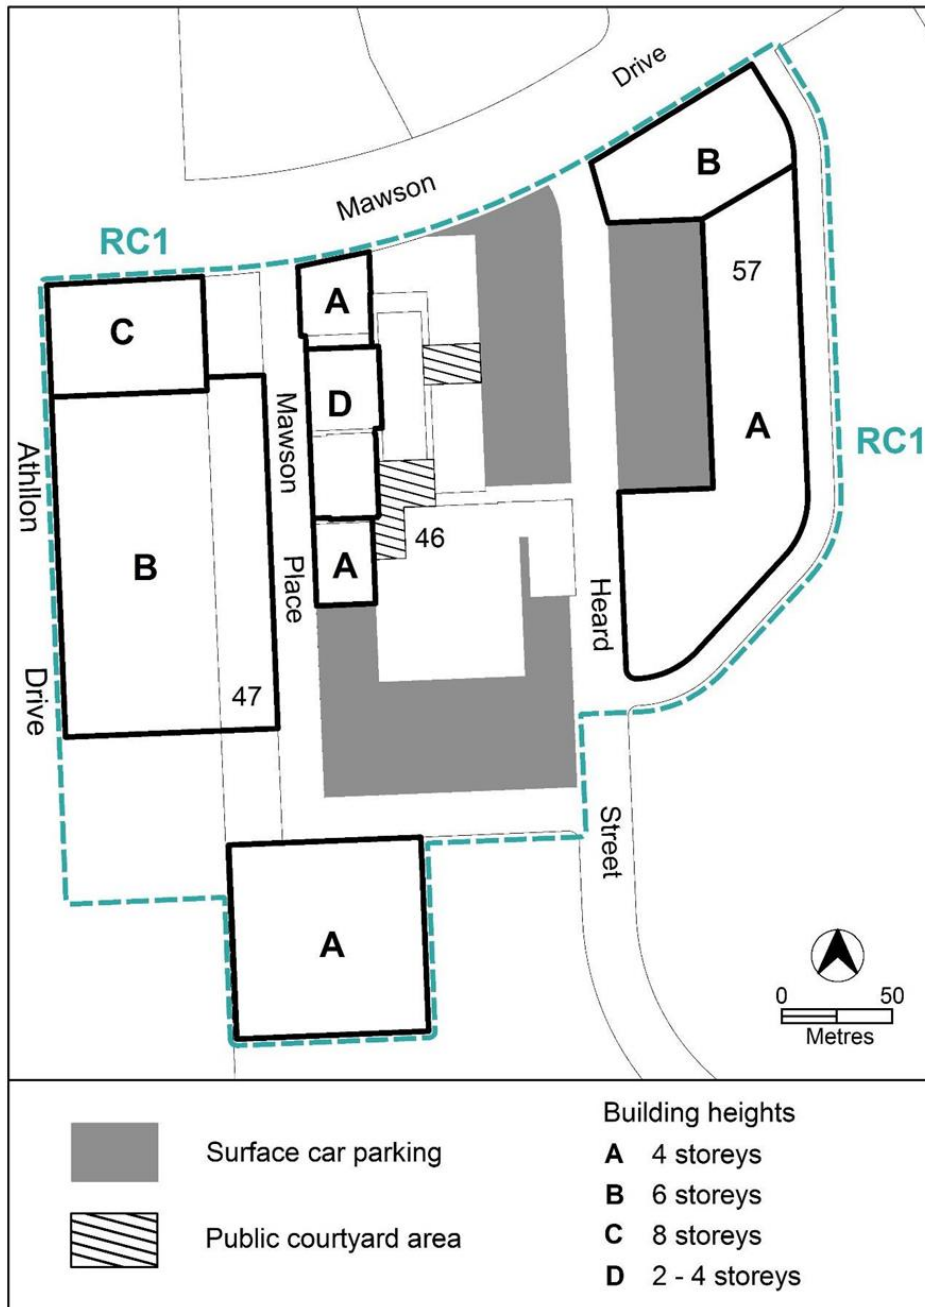 Drive
Mawson
B
RC1
57
A
C
D
Mawson
A
RC1
Athllon
B
46
A
Place
Heard
Drive
47
Street
A
0 50
Metres
Surface car parking
Public courtyard area
Building heights
A 4 storeys
B 6 storeys
C 8 storeys
D 2 - 4 storeys